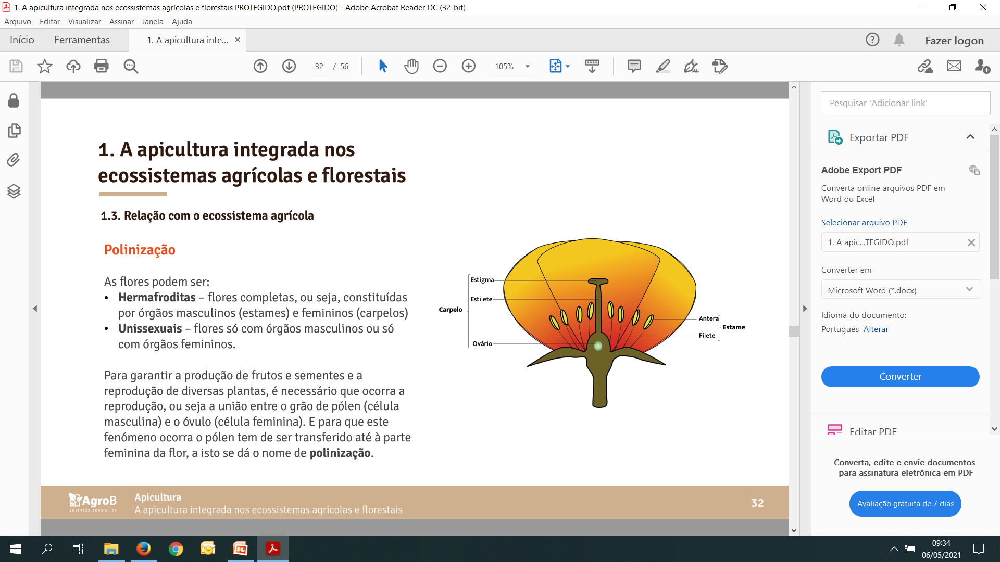 1. A apicultura integrada nos ecossistemas agrícolas e florestais PROTEGIDO.pdf (PROTEGIDO) - Adobe Acrobat Reader DC (32-bit)
Arquivo Editar Visualizar Assinar Janela Ajuda
Início Ferramentas 1. A apicultura inte... × Fazer logon
32 / 56 105%
1. A apicultura integrada nos
ecossistemas agrícolas e florestais
1.3. Relação com o ecossistema agrícola
Polinização
As flores podem ser:
• Hermafroditas – flores completas, ou seja, constituídas
por órgãos masculinos (estames) e femininos (carpelos)
• Unissexuais – flores só com órgãos masculinos ou só
com órgãos femininos.
Para garantir a produção de frutos e sementes e a
reprodução de diversas plantas, é necessário que ocorra a
reprodução, ou seja a união entre o grão de pólen (célula
masculina) e o óvulo (célula feminina). E para que este
fenómeno ocorra o pólen tem de ser transferido até à parte
feminina da flor, a isto se dá o nome de polinização.
Estigma
Estilete
Carpelo
Ovário
Antera
Estame
Filete
AgroB
BUSINESS SCHOOL BY
Apicultura
A apicultura integrada nos ecossistemas agrícolas e florestais
32
Pesquisar 'Adicionar link'
Exportar PDF
Adobe Export PDF
Converta online arquivos PDF em
Word ou Excel
Selecionar arquivo PDF
1. A apic...TEGIDO.pdf
Converter em
Microsoft Word (*.docx)
Idioma do documento:
Português Alterar
Converter
Editar PDF
Converta, edite e envie documentos
para assinatura eletrônica em PDF
Avaliação gratuita de 7 dias
09:34
06/05/2021